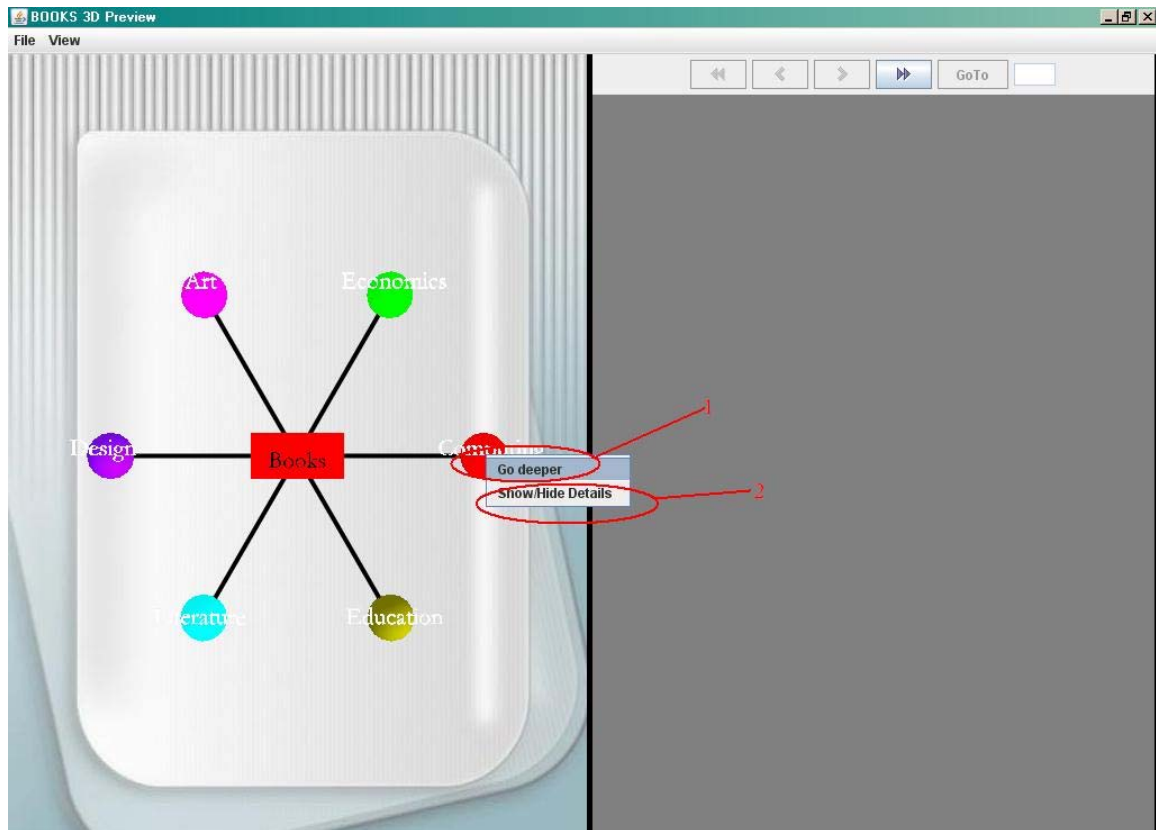 BOOKS 3D Preview
File View
GoTo
Art
Economics
1
Design
Books
Computing
Go deeper
Show/Hide Details
2
Literature
Education